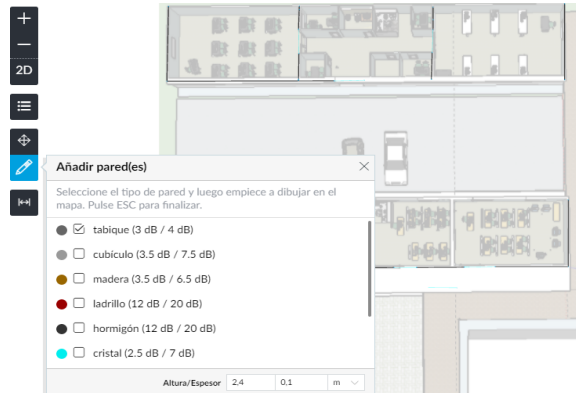 2D
Añadir pared(es)
Seleccione el tipo de pared y luego empiece a dibujar en el
mapa. Pulse ESC para finalizar.
tabique (3 dB / 4 dB)
cubículo (3.5 dB / 7.5 dB)
madera (3.5 dB / 6.5 dB)
ladrillo (12 dB / 20 dB)
hormigón (12 dB / 20 dB)
cristal (2.5 dB / 7 dB)
Altura/Espesor 2,4 0,1 m